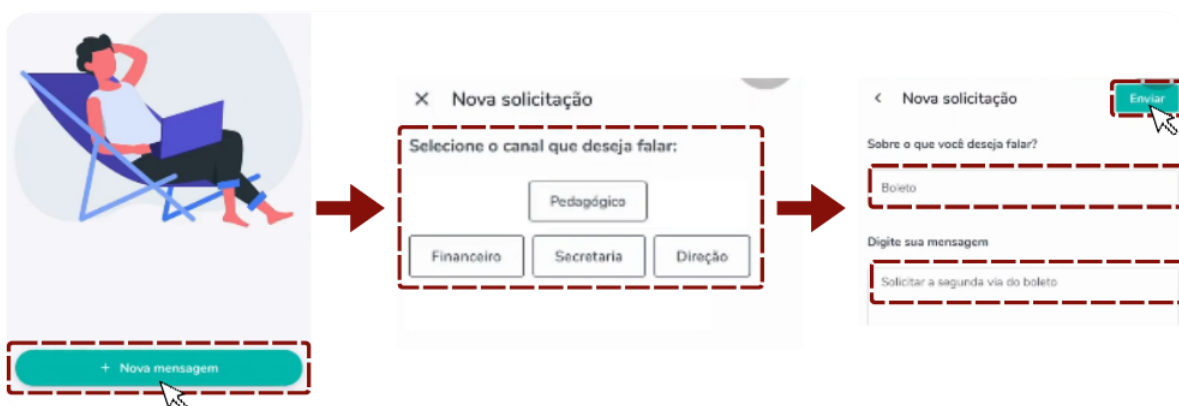 + Nova mensagem
× Nova solicitação
Selecione o canal que deseja falar:
Pedagógico
Financeiro Secretaria Direção
< Nova solicitação Enviar
Sobre o que você deseja falar?
Boleto
Digite sua mensagem
Solicitar a segunda via do boleto